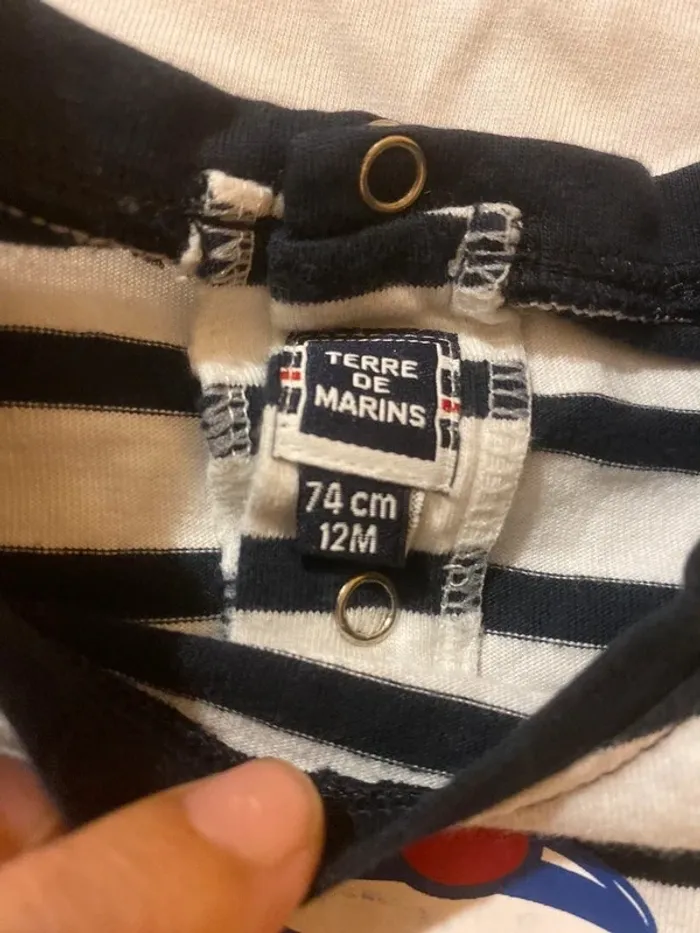 TERRE
DE
MARINS
74 cm
12M